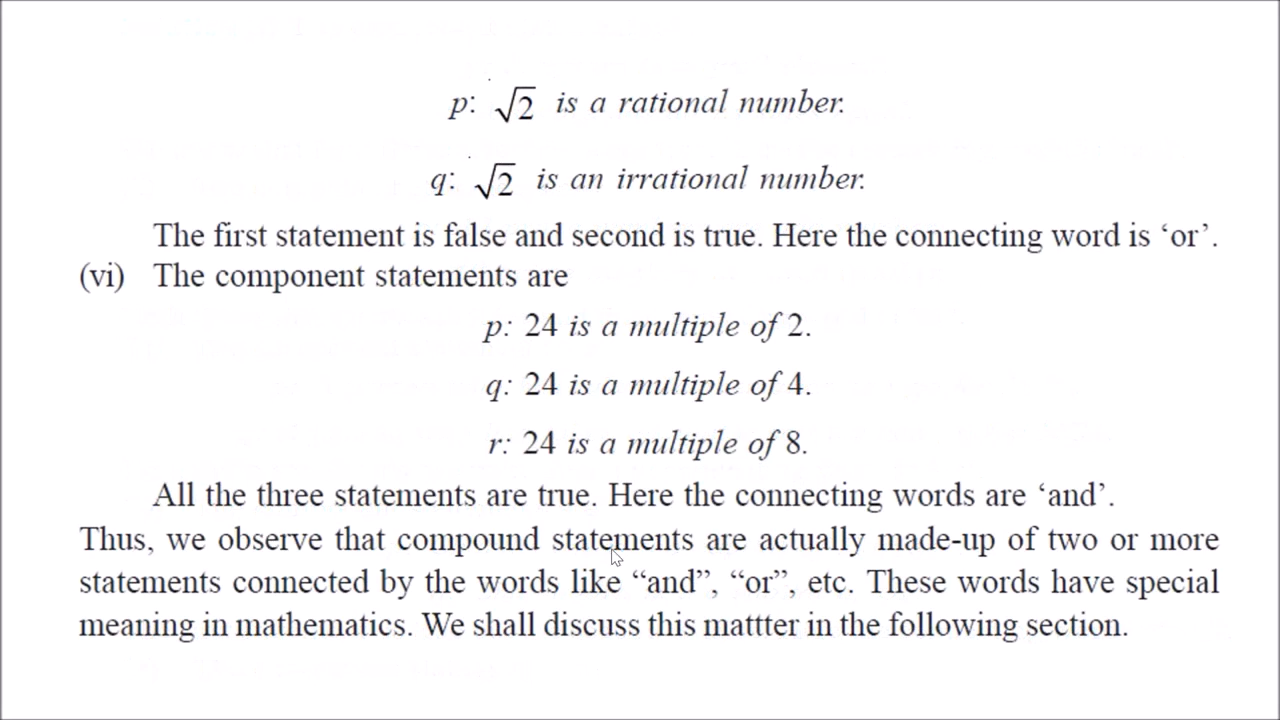 p: √2 is a rational number.
q: √2 is an irrational number.
The first statement is false and second is true. Here the connecting word is ‘or’.
(vi) The component statements are
p: 24 is a multiple of 2.
q: 24 is a multiple of 4.
r: 24 is a multiple of 8.
All the three statements are true. Here the connecting words are ‘and’.
Thus, we observe that compound statements are actually made-up of two or more
statements connected by the words like “and”, “or”, etc. These words have special
meaning in mathematics. We shall discuss this mattter in the following section.